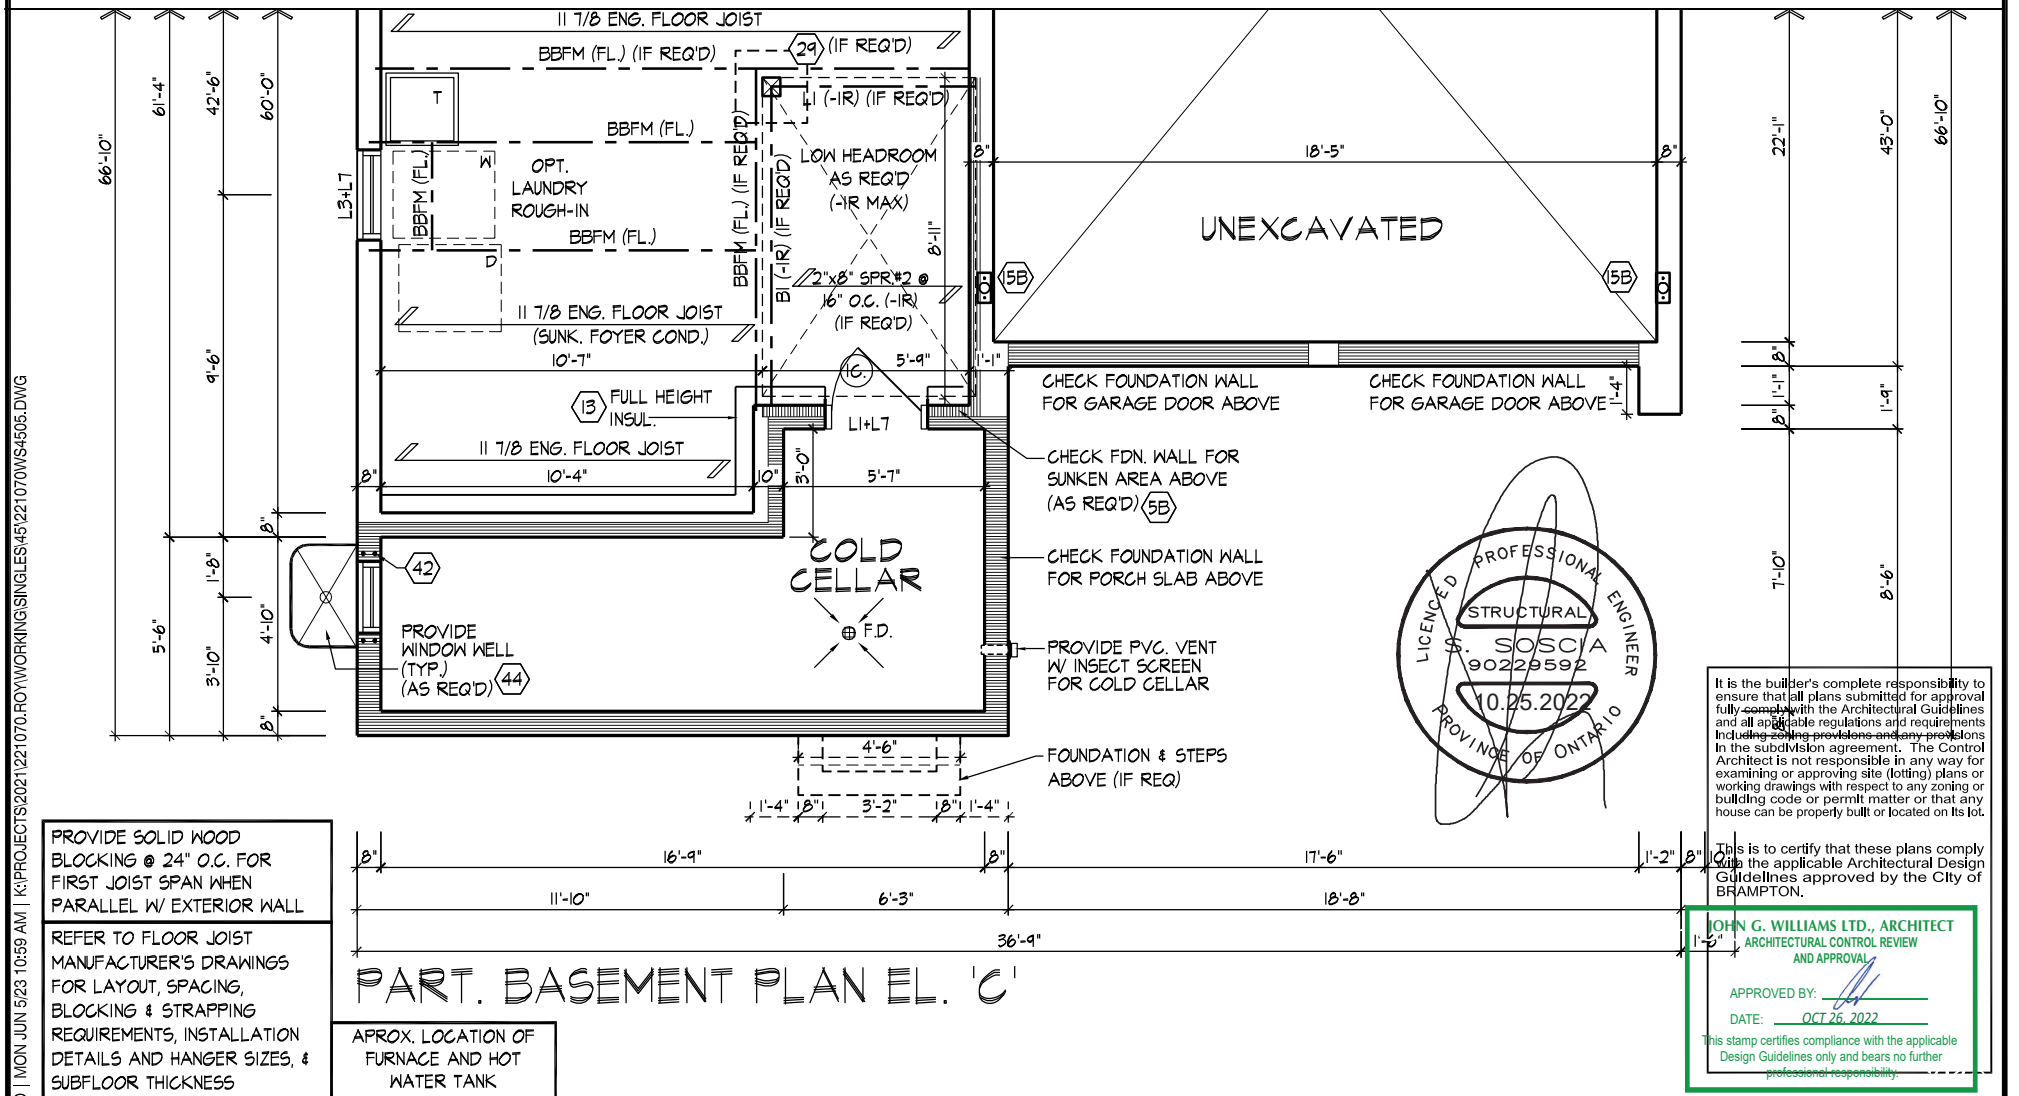 11 7/8 ENG. FLOOR JOIST
BBFM (FL.) (IF REQ'D)
29 (IF REQ'D)
66'-10"
61'-4"
42'-6"
60'-0"
T
L1 (-1R) (IF REQ'D)
BBFM (FL.)
22'-1"
43'-0"
66'-10"
W
OPT.
LAUNDRY
ROUGH-IN
LOW HEADROOM
AS REQ'D
(-1R MAX)
8"
18'-5"
8"
L3+L7
BBFM (FL.)
BBFM (FL.)
BBFM (FL.) (IF REQ'D)
B1 (-1R) (IF REQ'D)
8'-11"
UNEXCAVATED
D
2"x8" SPR.#2 @
16" O.C. (-1R)
(IF REQ'D)
15B
15B
11 7/8 ENG. FLOOR JOIST
(SUNK. FOYER COND.)
9'-6"
10'-7"
1C.
5'-9"
1'-1"
8"
1'-1"
8"
1'-9"
1'-4"
CHECK FOUNDATION WALL
FOR GARAGE DOOR ABOVE
CHECK FOUNDATION WALL
FOR GARAGE DOOR ABOVE
13
FULL HEIGHT
INSUL.
L1+L7
11 7/8 ENG. FLOOR JOIST
8"
10'-4"
10"
3'-0"
5'-7"
CHECK FDN. WALL FOR
SUNKEN AREA ABOVE
(AS REQ'D) 5B
8"
1'-8"
4'-10"
5'-6"
3'-10"
8"
42
COLD
CELLAR
F.D.
CHECK FOUNDATION WALL
FOR PORCH SLAB ABOVE
7'-10"
8'-6"
8"
PROVIDE
WINDOW WELL
(TYP.)
(AS REQ'D) 44
PROVIDE PVC. VENT
W/ INSECT SCREEN
FOR COLD CELLAR
LICENCED PROFESSIONAL ENGINEER
STRUCTURAL
S. SOSCIA
90229592
10.25.2022
PROVINCE OF ONTARIO
4'-6"
FOUNDATION & STEPS
ABOVE (IF REQ)
1'-4" 8" 3'-2" 8" 1'-4"
8" 16'-9" 8" 17'-6" 1'-2" 8" 10"
11'-10" 6'-3" 18'-8"
36'-9" 1'-6"
It is the builder's complete responsibility to
ensure that all plans submitted for approval
fully comply with the Architectural Guidelines
and all applicable regulations and requirements
including zoning provisions and any provisions
in the subdivision agreement. The Control
Architect is not responsible in any way for
examining or approving site (lotting) plans or
working drawings with respect to any zoning or
building code or permit matter or that any
house can be properly built or located on its lot.
This is to certify that these plans comply
with the applicable Architectural Design
Guidelines approved by the City of
BRAMPTON.
JOHN G. WILLIAMS LTD., ARCHITECT
ARCHITECTURAL CONTROL REVIEW
AND APPROVAL
APPROVED BY:
DATE: OCT 26, 2022
This stamp certifies compliance with the applicable
Design Guidelines only and bears no further
professional responsibility.
PROVIDE SOLID WOOD
BLOCKING @ 24" O.C. FOR
FIRST JOIST SPAN WHEN
PARALLEL W/ EXTERIOR WALL
REFER TO FLOOR JOIST
MANUFACTURER'S DRAWINGS
FOR LAYOUT, SPACING,
BLOCKING & STRAPPING
REQUIREMENTS, INSTALLATION
DETAILS AND HANGER SIZES, &
SUBFLOOR THICKNESS
PART. BASEMENT PLAN EL. 'C'
APROX. LOCATION OF
FURNACE AND HOT
WATER TANK
| MON JUN 5/23 10:59 AM | K:\PROJECTS\2021\221070.ROY\WORKING\SINGLES\45\221070WS4505.DWG